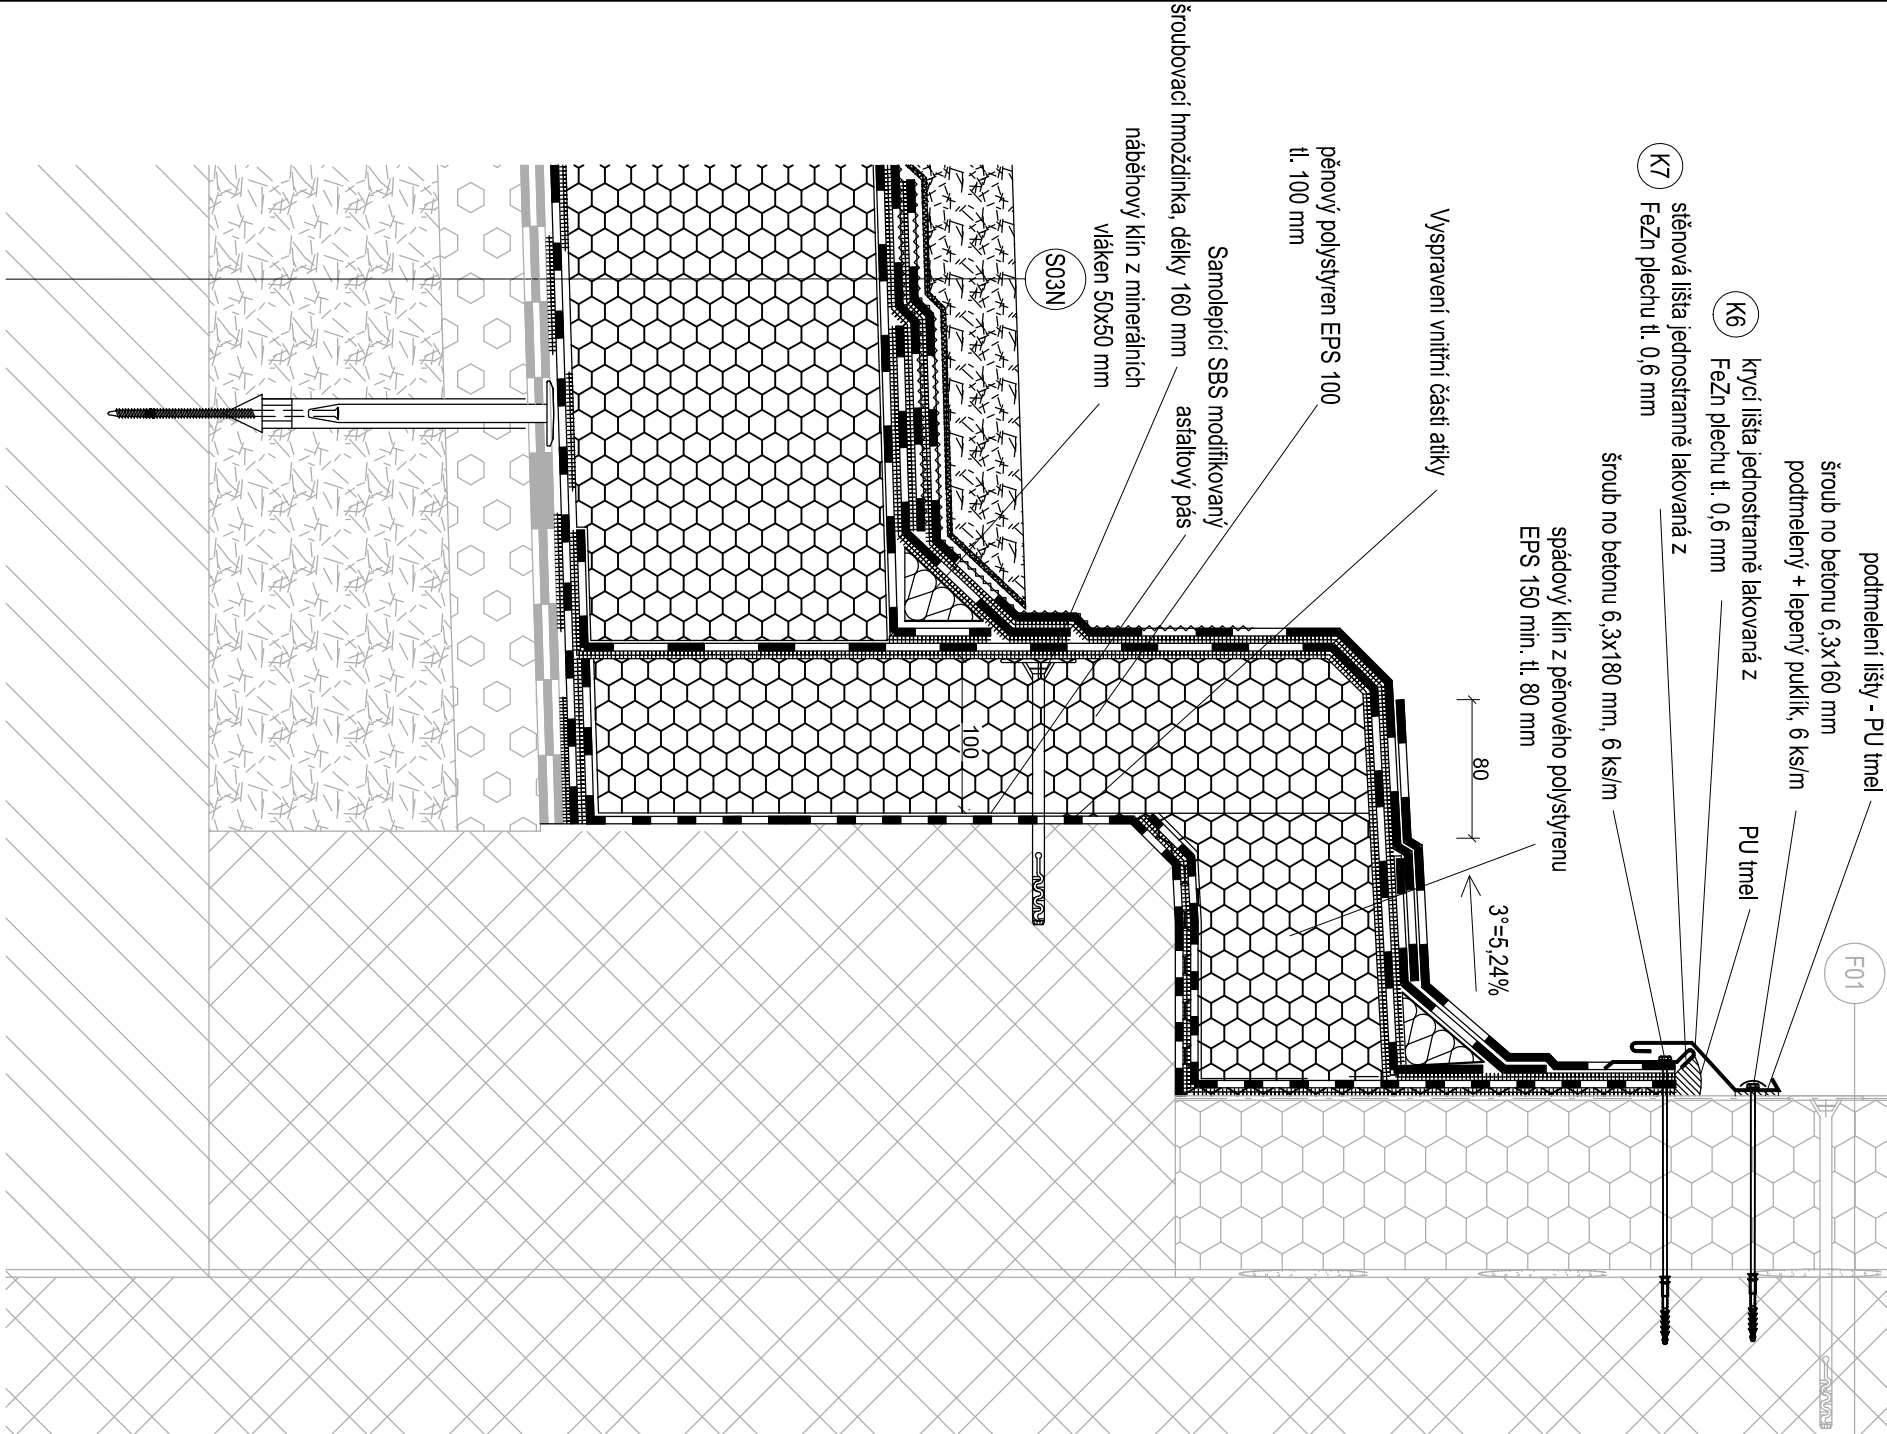 podtmelení lišty - PU tmel
šroub no betonu 6,3x160 mm
podtmelený + lepený puklík, 6 ks/m
PU tmel
K6
krycí lišta jednostranně lakovaná z
FeZn plechu tl. 0,6 mm
K7
stěnová lišta jednostranně lakovaná z
FeZn plechu tl. 0,6 mm
šroub no betonu 6,3x180 mm, 6 ks/m
spádový klín z pěnového polystyrenu
EPS 150 min. tl. 80 mm
F01
3°=5,24%
80
Vyspravení vnitřní části atiky
pěnový polystyren EPS 100
tl. 100 mm
Samolepící SBS modifikovaný
asfaltový pás
šroubovací hmoždinka, délky 160 mm
náběhový klín z minerálních
vláken 50x50 mm
S03N
100